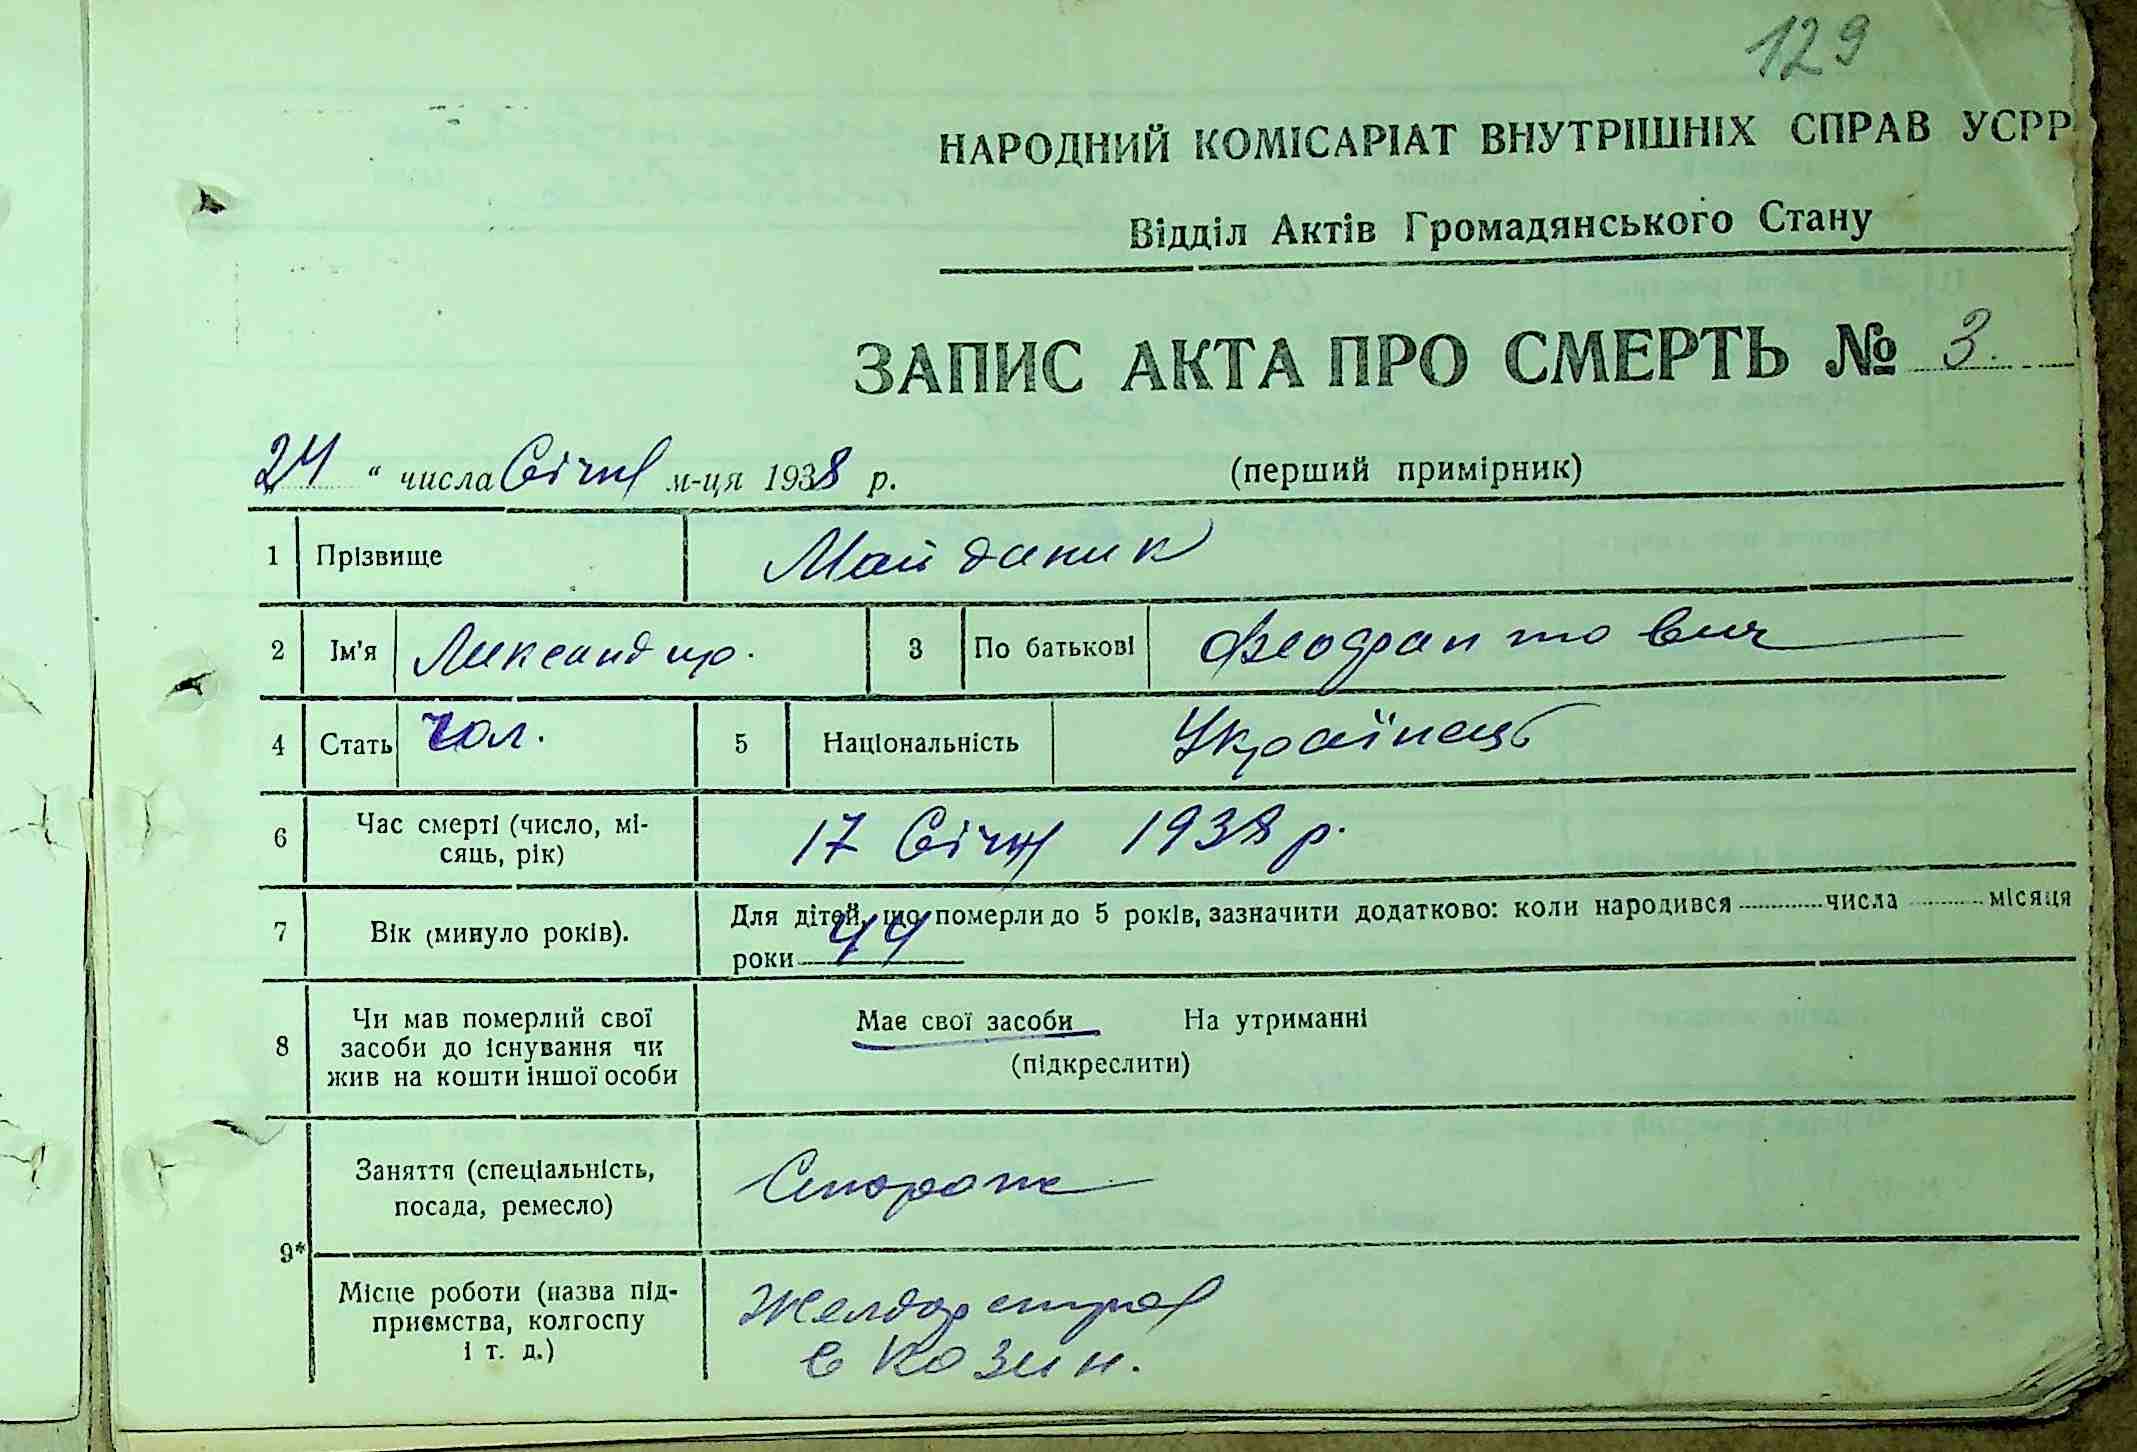 129
НАРОДНИЙ КОМІСАРІАТ ВНУТРІШНІХ СПРАВ УСРР
Відділ Актів Громадянського Стану
ЗАПИС АКТА ПРО СМЕРТЬ № 3.
„24 “ числа Січня м-ця 1938 р. (перший примірник)
1 Прізвище Майданик
2 Ім'я Лександр. 3 По батькові
4 Стать чол. 5 Національність Українець
6 Час смерті (число, мі-
сяць, рік) 17 Січня 1938 р.
7 Вік (минуло років). Для дітей, що померли до 5 років, зазначити додатково: коли народився числа місяця
роки 44
8 Чи мав померлий свої
засоби до існування чи
жив на кошти іншої особи
Має свої засоби На утриманні
(підкреслити)
9*
Заняття (спеціальність,
посада, ремесло) Сторож
Місце роботи (назва під-
приємства, колгоспу
і т. д.)
с Козин.